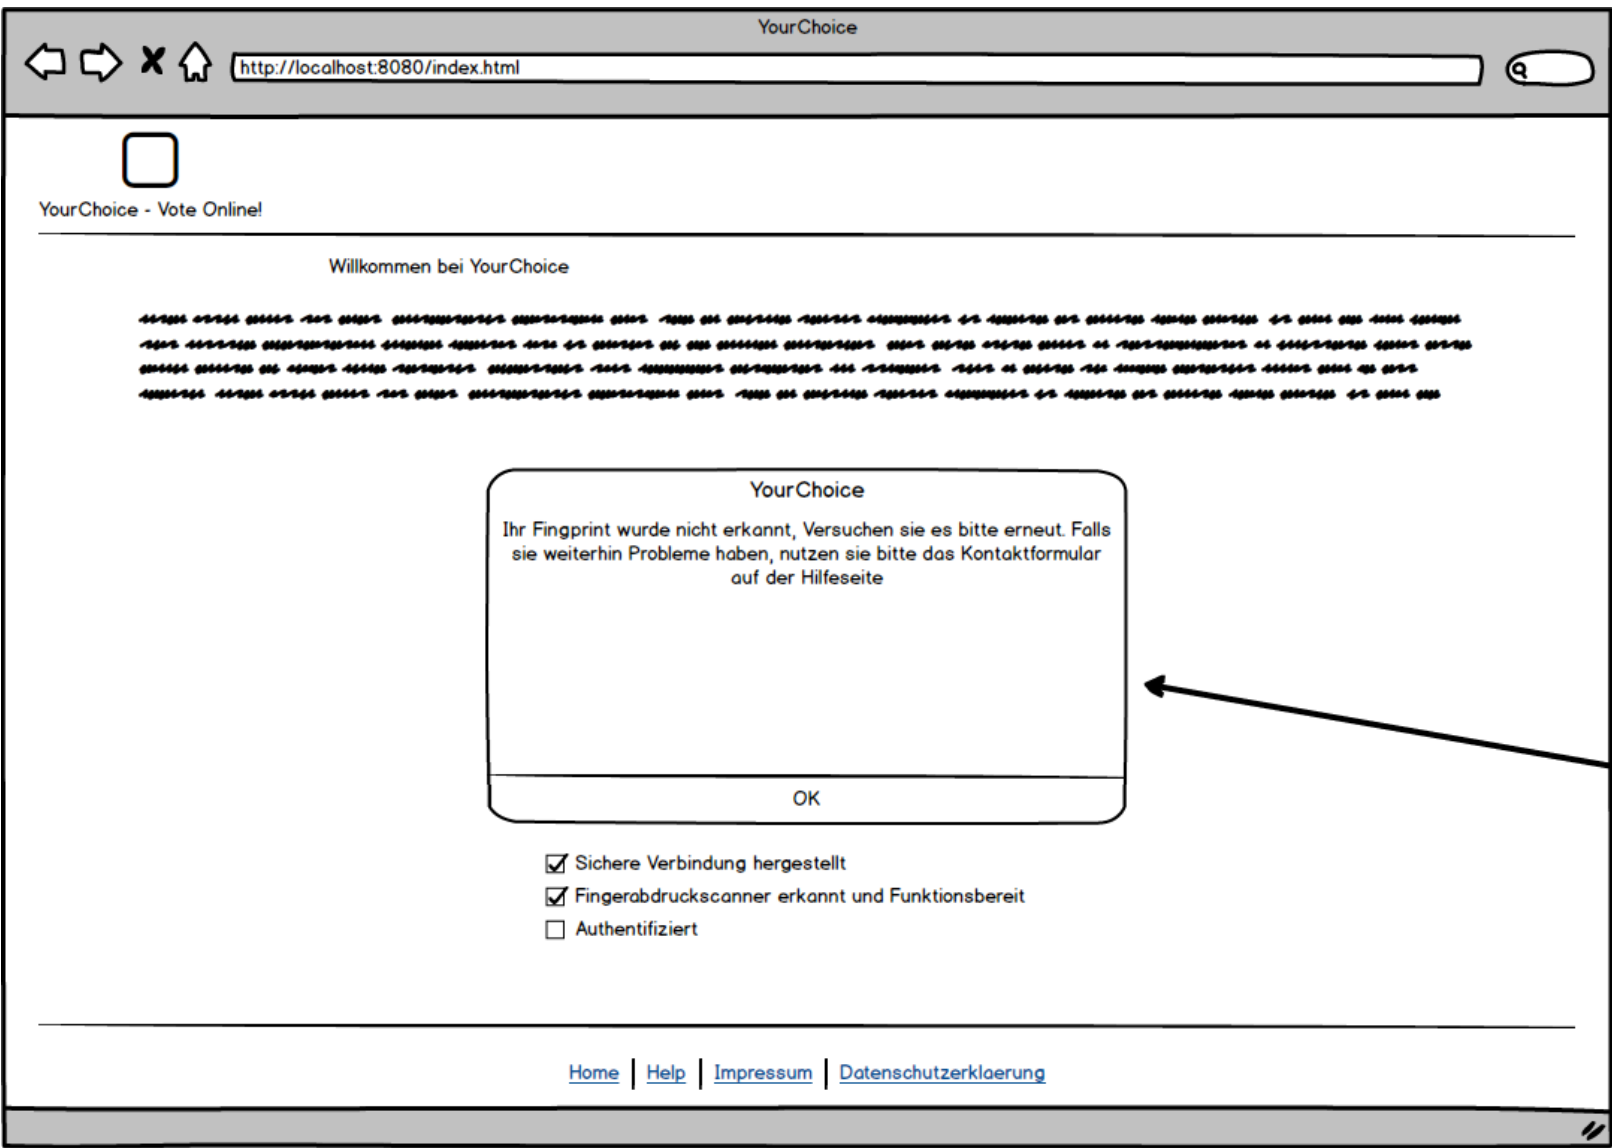 YourChoice
http://localhost:8080/index.html
YourChoice - Vote Online!
Willkommen bei YourChoice
YourChoice
Ihr Fingprint wurde nicht erkannt, Versuchen sie es bitte erneut. Falls
sie weiterhin Probleme haben, nutzen sie bitte das Kontaktformular
auf der Hilfeseite
OK
Sichere Verbindung hergestellt
Fingerabdruckscanner erkannt und Funktionsbereit
Authentifiziert
Home | Help | Impressum | Datenschutzerklaerung